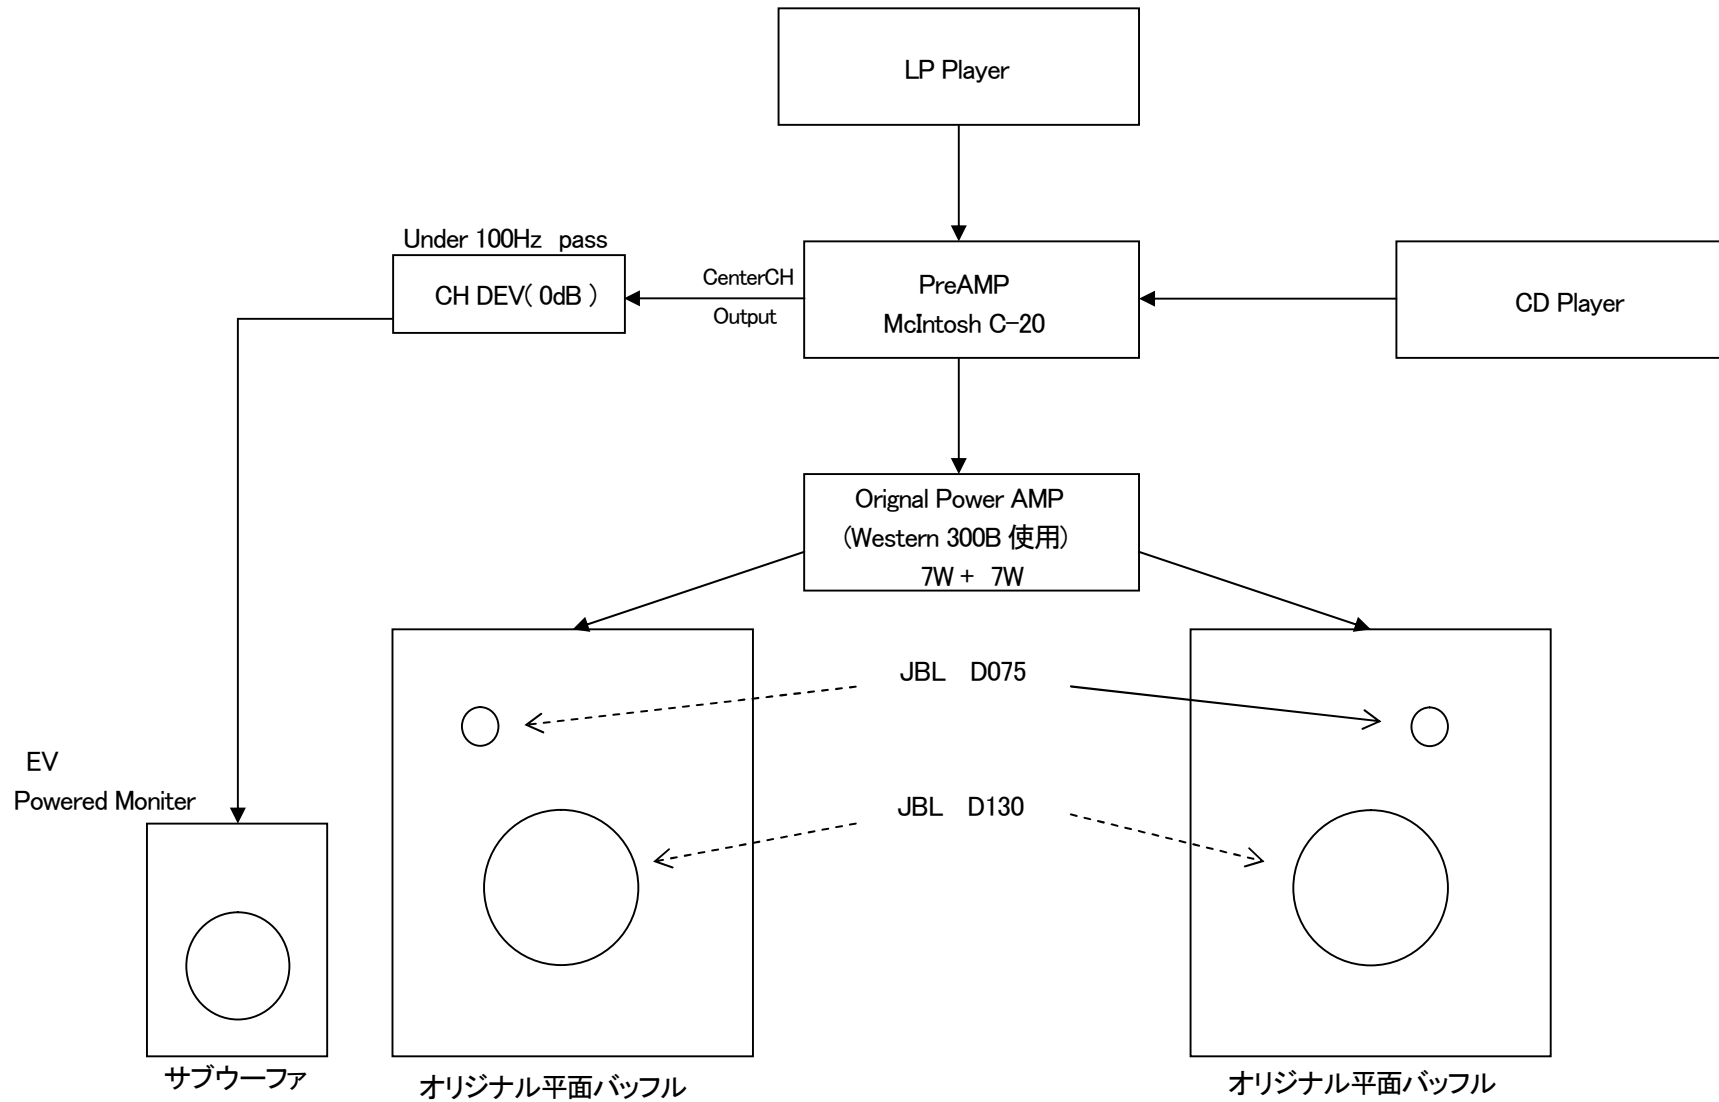 LP Player
Under 100Hz pass
CH DEV( 0dB )
CenterCH
Output
PreAMP
McIntosh C-20
CD Player
Orignal Power AMP
(Western 300B 使用)
7W + 7W
JBL D075
JBL D130
EV
Powered Moniter
サブウーファ
オリジナル平面バッフル
オリジナル平面バッフル